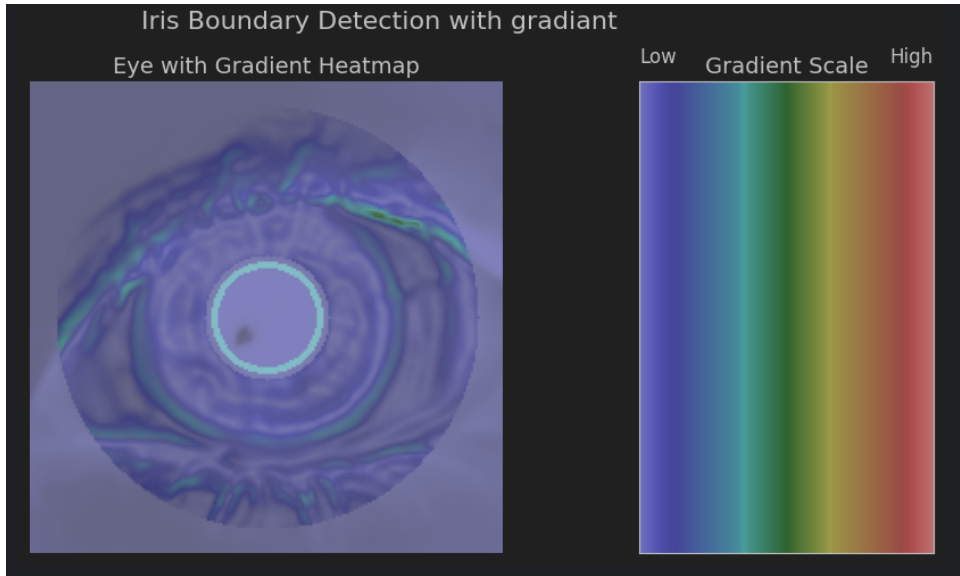 Iris Boundary Detection with gradiant
Eye with Gradient Heatmap
Low
Gradient Scale
High